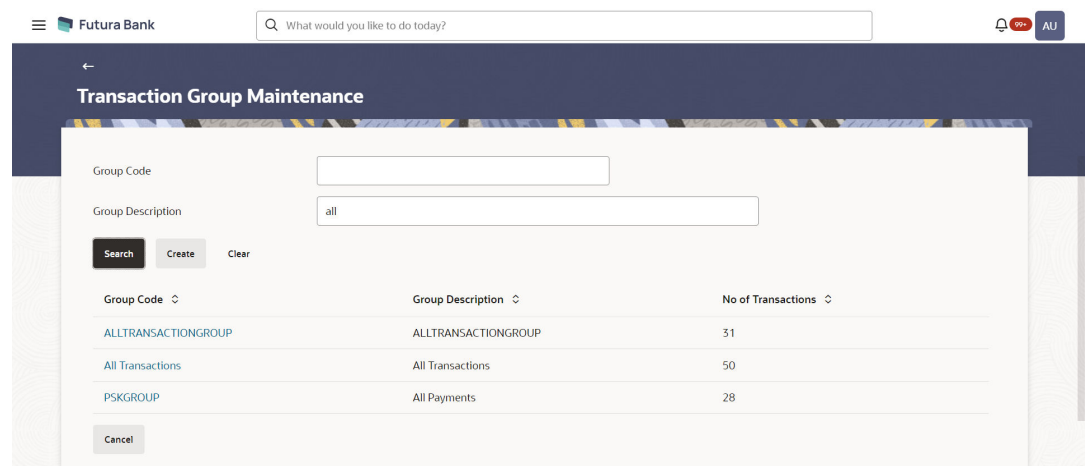 Futura Bank
What would you like to do today?
99+
AU
Transaction Group Maintenance
Group Code
Group Description
all
Search Create Clear
Group Code Group Description No of Transactions
ALLTRANSACTIONGROUP ALLTRANSACTIONGROUP 31
All Transactions All Transactions 50
PSKGROUP All Payments 28
Cancel